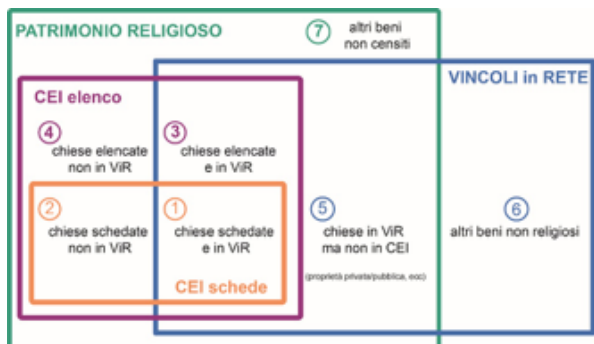 PATRIMONIO RELIGIOSO
7 altri beni
non censiti
VINCOLI in RETE
CEI elenco
4
chiese elencate
non in ViR
3
chiese elencate
e in ViR
2
chiese schedate
non in ViR
1
chiese schedate
e in ViR
5
chiese in ViR
ma non in CEI
(proprietà privata/pubblica, ecc)
6
altri beni non religiosi
CEI schede